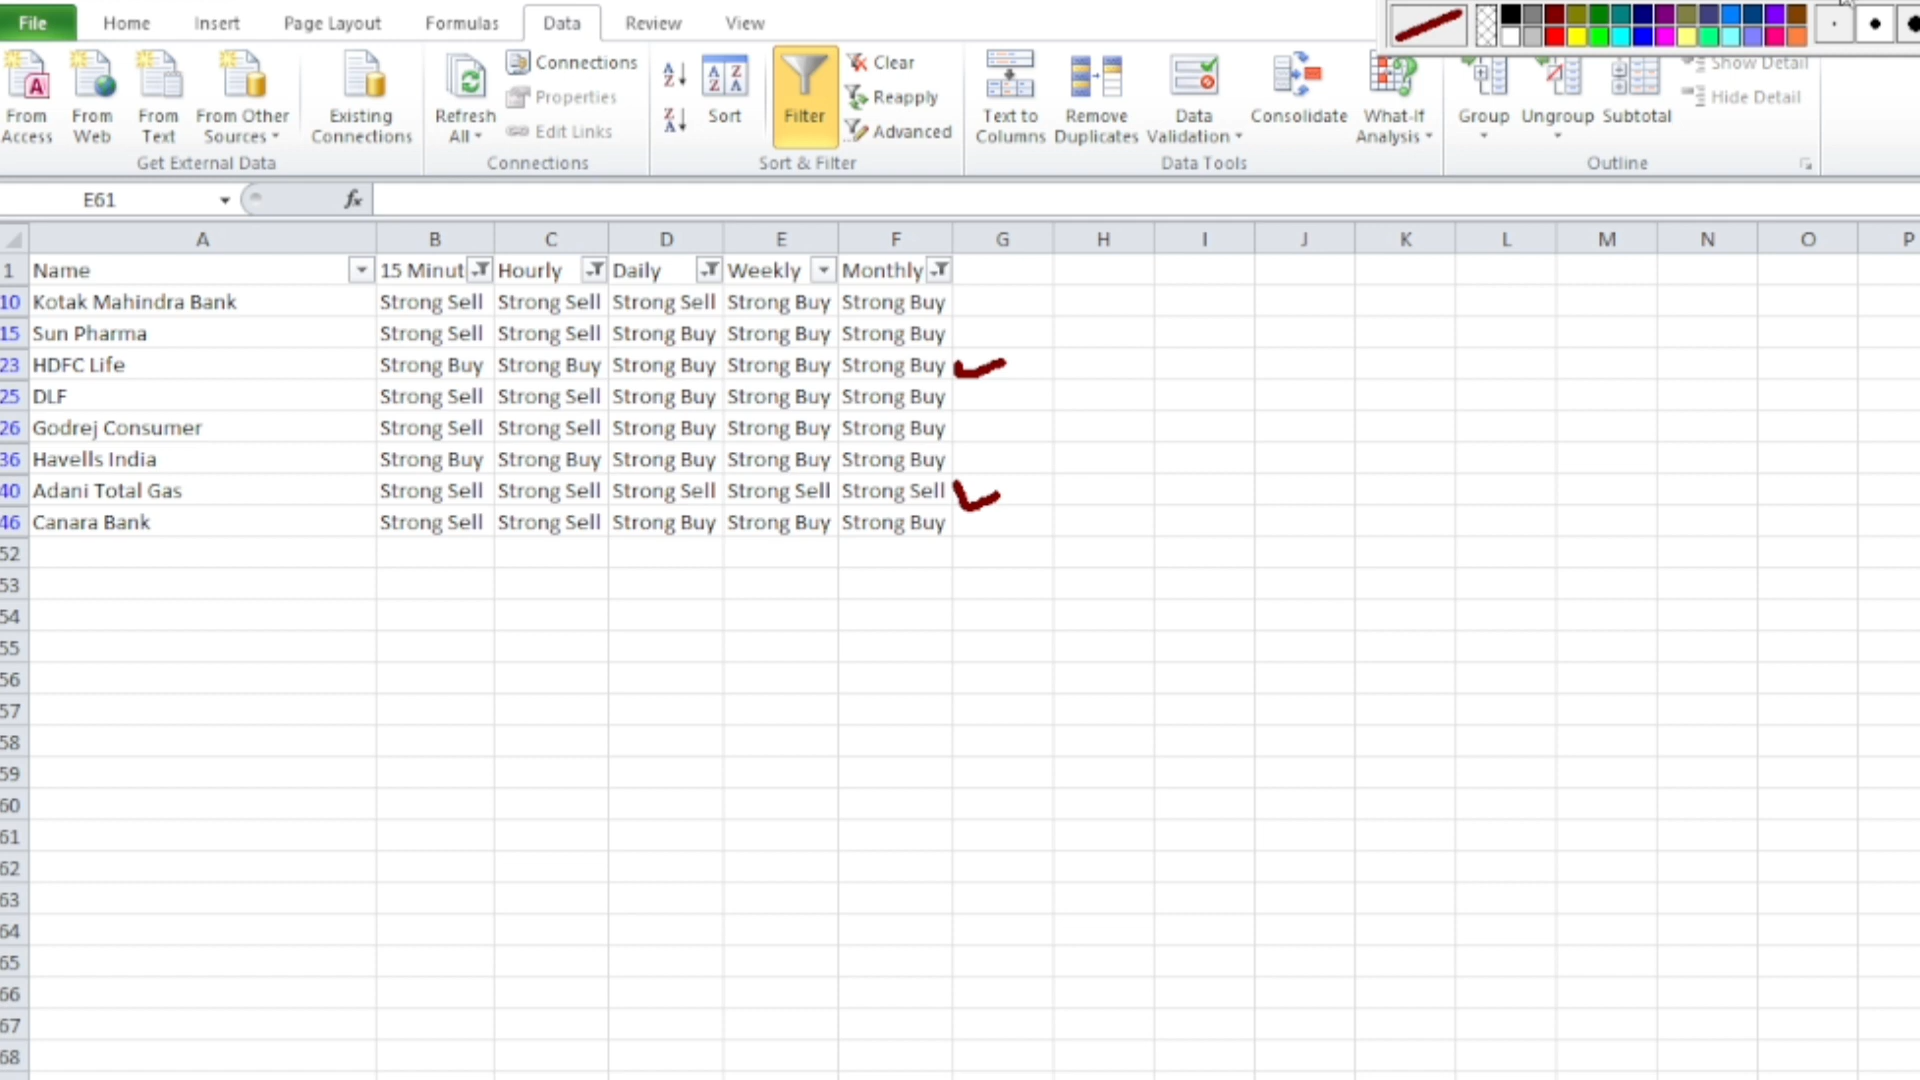 File Home Insert Page Layout Formulas Data Review View
From Access From Web From Text From Other Sources Existing Connections Refresh All Connections Properties Edit Links Sort Filter Clear Reapply Advanced Text to Columns Remove Duplicates Data Validation Consolidate What-If Analysis Group Ungroup Subtotal Show Detail Hide Detail
Get External Data Connections Sort & Filter Data Tools Outline
E61 fx
A B C D E F G H I J K L M N O P
1 Name 15 Minut Hourly Daily Weekly Monthly
10 Kotak Mahindra Bank Strong Sell Strong Sell Strong Sell Strong Buy Strong Buy
15 Sun Pharma Strong Sell Strong Sell Strong Buy Strong Buy Strong Buy
23 HDFC Life Strong Buy Strong Buy Strong Buy Strong Buy Strong Buy
25 DLF Strong Sell Strong Sell Strong Buy Strong Buy Strong Buy
26 Godrej Consumer Strong Sell Strong Sell Strong Buy Strong Buy Strong Buy
36 Havells India Strong Buy Strong Buy Strong Buy Strong Buy Strong Buy
40 Adani Total Gas Strong Sell Strong Sell Strong Sell Strong Sell Strong Sell
46 Canara Bank Strong Sell Strong Sell Strong Buy Strong Buy Strong Buy
52
53
54
55
56
57
58
59
60
61
62
63
64
65
66
67
68